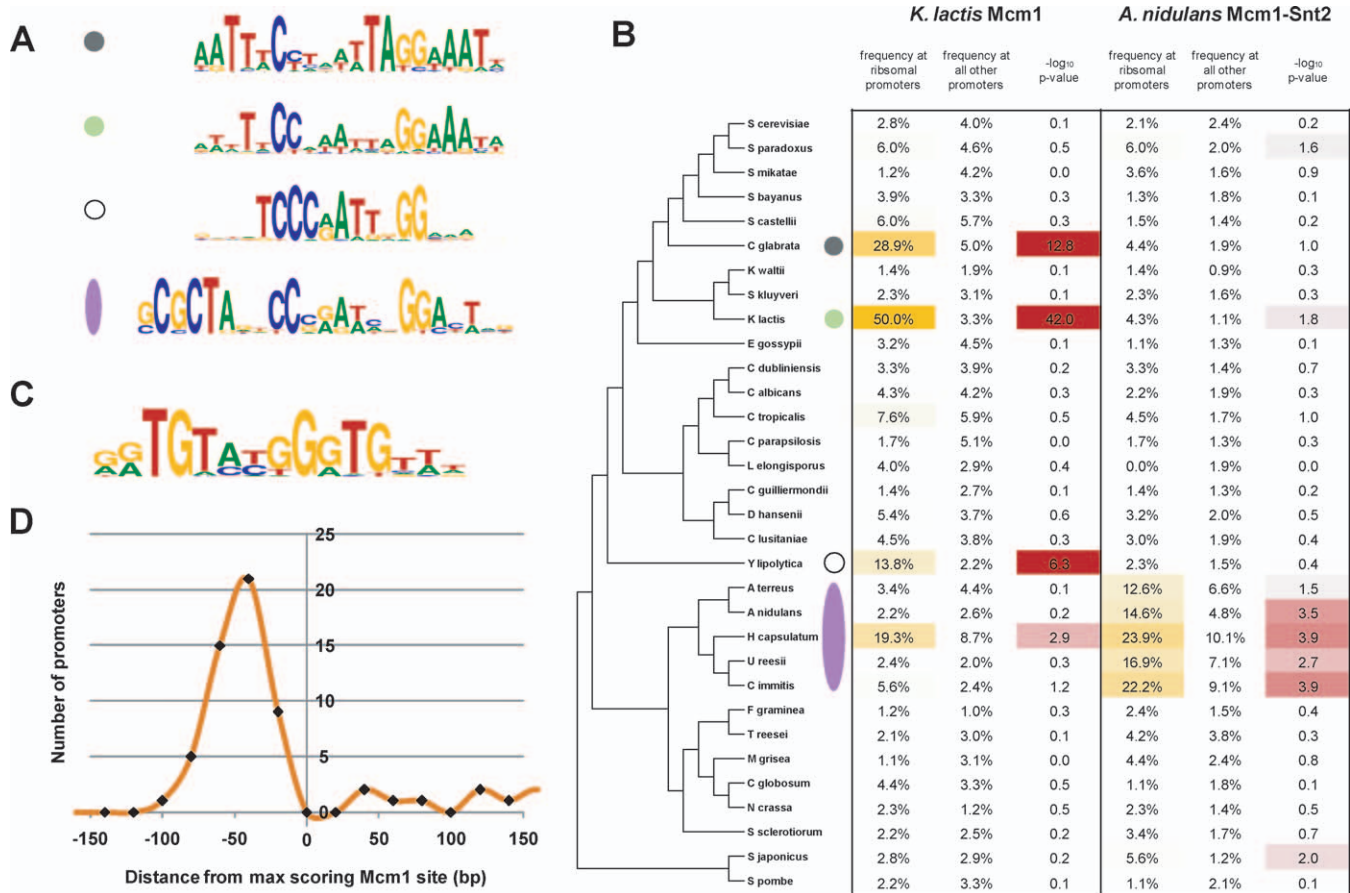 A
B
K. lactis Mcm1 A. nidulans Mcm1-Snt2
frequency at ribsomal promoters frequency at all other promoters -log10 p-value frequency at ribosomal promoters frequency at all other promoters -log10 p-value
S cerevisiae 2.8% 4.0% 0.1 2.1% 2.4% 0.2
S paradoxus 6.0% 4.6% 0.5 6.0% 2.0% 1.6
S mikatae 1.2% 4.2% 0.0 3.6% 1.6% 0.9
S bayanus 3.9% 3.3% 0.3 1.3% 1.8% 0.1
S castellii 6.0% 5.7% 0.3 1.5% 1.4% 0.2
C glabrata 28.9% 5.0% 12.8 4.4% 1.9% 1.0
K waltii 1.4% 1.9% 0.1 1.4% 0.9% 0.3
S kluyveri 2.3% 3.1% 0.1 2.3% 1.6% 0.3
K lactis 50.0% 3.3% 42.0 4.3% 1.1% 1.8
E gossypii 3.2% 4.5% 0.1 1.1% 1.3% 0.1
C dubliniensis 3.3% 3.9% 0.2 3.3% 1.4% 0.7
C albicans 4.3% 4.2% 0.3 2.2% 1.9% 0.3
C tropicalis 7.6% 5.9% 0.5 4.5% 1.7% 1.0
C parapsilosis 1.7% 5.1% 0.0 1.7% 1.3% 0.3
L elongisporus 4.0% 2.9% 0.4 0.0% 1.9% 0.0
C guilliermondii 1.4% 2.7% 0.1 1.4% 1.3% 0.2
D hansenii 5.4% 3.7% 0.6 3.2% 2.0% 0.5
C lusitaniae 4.5% 3.8% 0.3 3.0% 1.9% 0.4
Y lipolytica 13.8% 2.2% 6.3 2.3% 1.5% 0.4
A terreus 3.4% 4.4% 0.1 12.6% 6.6% 1.5
A nidulans 2.2% 2.6% 0.2 14.6% 4.8% 3.5
H capsulatum 19.3% 8.7% 2.9 23.9% 10.1% 3.9
U reesii 2.4% 2.0% 0.3 16.9% 7.1% 2.7
C immitis 5.6% 2.4% 1.2 22.2% 9.1% 3.9
F graminea 1.2% 1.0% 0.3 2.4% 1.5% 0.4
T reesei 2.1% 3.0% 0.1 4.2% 3.8% 0.3
M grisea 1.1% 3.1% 0.0 4.4% 2.4% 0.8
C globosum 4.4% 3.3% 0.5 1.1% 1.8% 0.1
N crassa 2.3% 1.2% 0.5 2.3% 1.4% 0.5
S sclerotiorum 2.2% 2.5% 0.2 3.4% 1.7% 0.7
S japonicus 2.8% 2.9% 0.2 5.6% 1.2% 2.0
S pombe 2.2% 3.3% 0.1 1.1% 2.1% 0.1
C
D
Number of promoters
25
20
15
10
5
0
-150 -100 -50 0 50 100 150
Distance from max scoring Mcm1 site (bp)